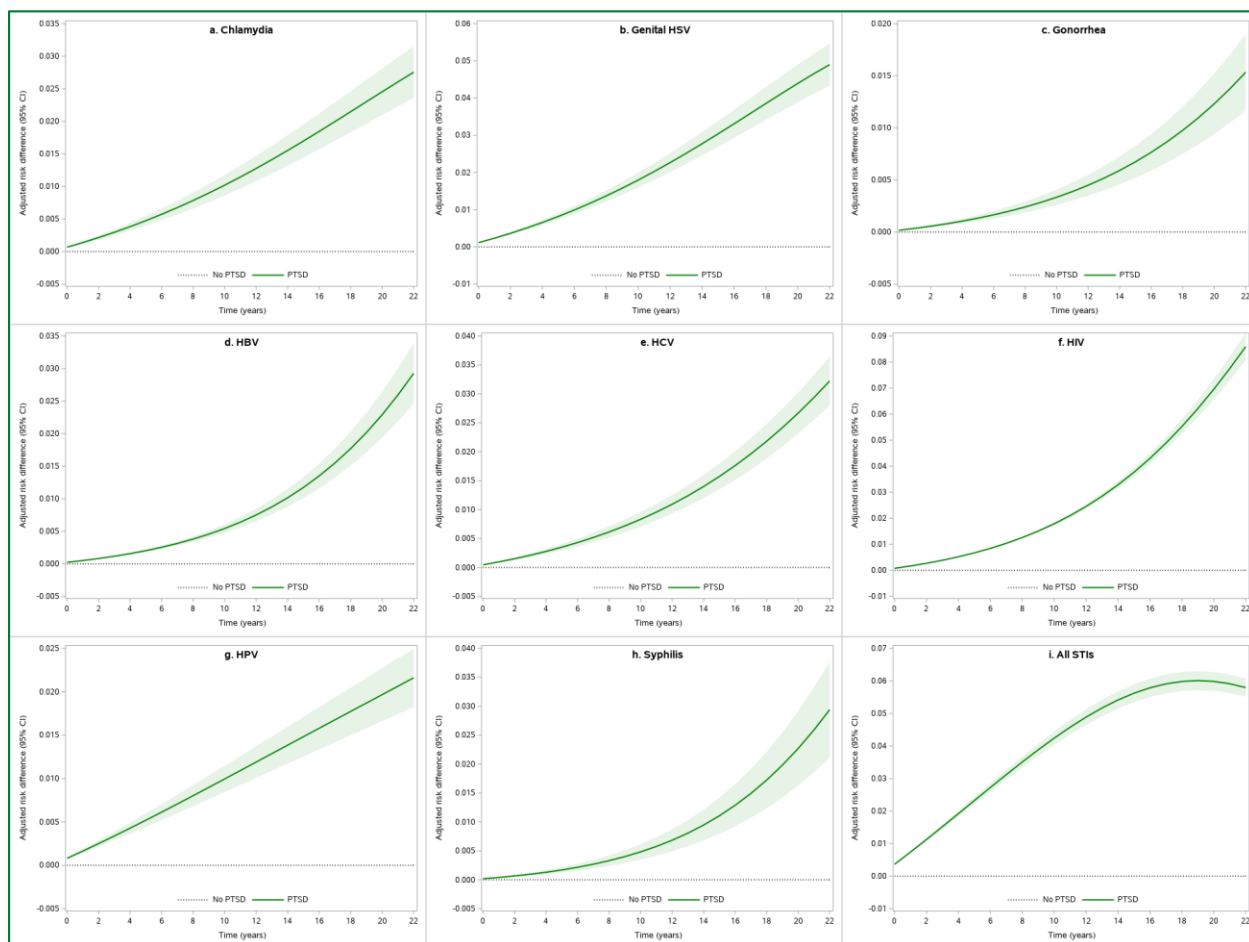 a. Chlamydia
Adjusted risk difference (95% CI)
0.035
0.030
0.025
0.020
0.015
0.010
0.005
0.000
-0.005
No PTSD PTSD
0 2 4 6 8 10 12 14 16 18 20 22
Time (years)
b. Genital HSV
Adjusted risk difference (95% CI)
0.06
0.05
0.04
0.03
0.02
0.01
0.00
-0.01
No PTSD PTSD
0 2 4 6 8 10 12 14 16 18 20 22
Time (years)
c. Gonorrhea
Adjusted risk difference (95% CI)
0.020
0.015
0.010
0.005
0.000
-0.005
No PTSD PTSD
0 2 4 6 8 10 12 14 16 18 20 22
Time (years)
d. HBV
Adjusted risk difference (95% CI)
0.035
0.030
0.025
0.020
0.015
0.010
0.005
0.000
-0.005
No PTSD PTSD
0 2 4 6 8 10 12 14 16 18 20 22
Time (years)
e. HCV
Adjusted risk difference (95% CI)
0.040
0.035
0.030
0.025
0.020
0.015
0.010
0.005
0.000
-0.005
No PTSD PTSD
0 2 4 6 8 10 12 14 16 18 20 22
Time (years)
f. HIV
Adjusted risk difference (95% CI)
0.09
0.08
0.07
0.06
0.05
0.04
0.03
0.02
0.01
0.00
-0.01
No PTSD PTSD
0 2 4 6 8 10 12 14 16 18 20 22
Time (years)
g. HPV
Adjusted risk difference (95% CI)
0.025
0.020
0.015
0.010
0.005
0.000
-0.005
No PTSD PTSD
0 2 4 6 8 10 12 14 16 18 20 22
Time (years)
h. Syphilis
Adjusted risk difference (95% CI)
0.040
0.035
0.030
0.025
0.020
0.015
0.010
0.005
0.000
-0.005
No PTSD PTSD
0 2 4 6 8 10 12 14 16 18 20 22
Time (years)
i. All STIs
Adjusted risk difference (95% CI)
0.07
0.06
0.05
0.04
0.03
0.02
0.01
0.00
-0.01
No PTSD PTSD
0 2 4 6 8 10 12 14 16 18 20 22
Time (years)